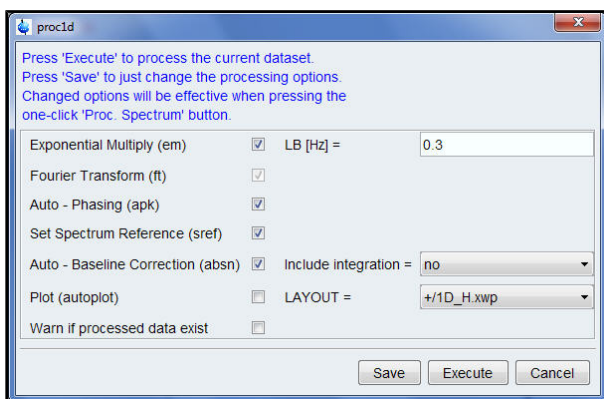 proc1d
Press 'Execute' to process the current dataset.
Press 'Save' to just change the processing options.
Changed options will be effective when pressing the
one-click 'Proc. Spectrum' button.
Exponential Multiply (em) LB [Hz] = 0.3
Fourier Transform (ft)
Auto - Phasing (apk)
Set Spectrum Reference (sref)
Auto - Baseline Correction (absn) Include integration = no
Plot (autoplot) LAYOUT = +/1D_H.xwp
Warn if processed data exist
Save Execute Cancel